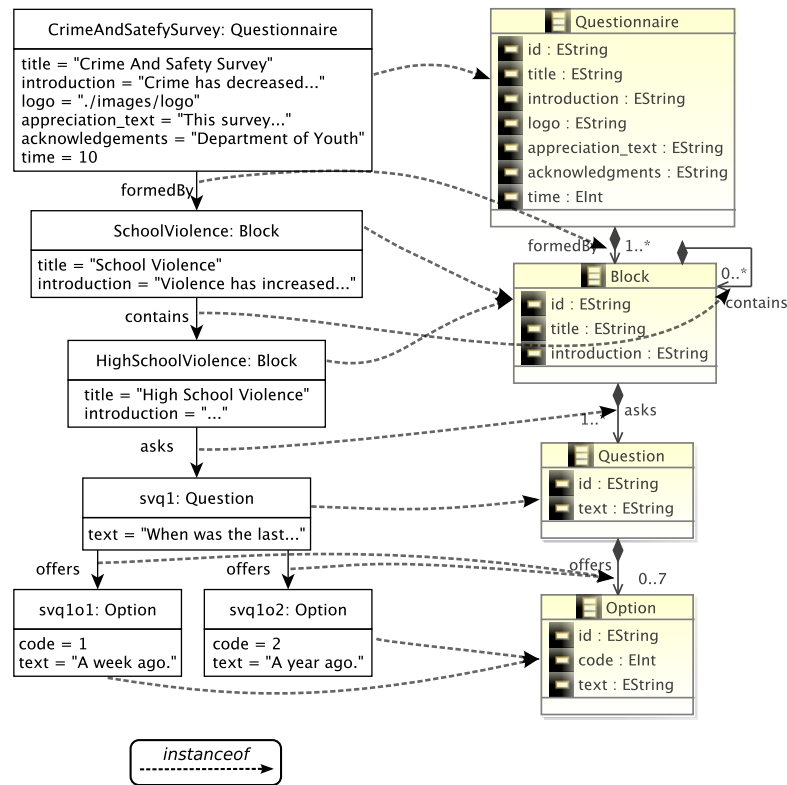 CrimeAndSatefySurvey: Questionnaire
title = "Crime And Safety Survey"
introduction = "Crime has decreased..."
logo = "./images/logo"
appreciation_text = "This survey..."
acknowledgements = "Department of Youth"
time = 10
formedBy
SchoolViolence: Block
title = "School Violence"
introduction = "Violence has increased..."
contains
HighSchoolViolence: Block
title = "High School Violence"
introduction = "..."
asks
svq1: Question
text = "When was the last..."
offers
offers
svq1o1: Option
code = 1
text = "A week ago."
svq1o2: Option
code = 2
text = "A year ago."
instanceof
Questionnaire
id : EString
title : EString
introduction : EString
logo : EString
appreciation_text : EString
acknowledgments : EString
time : EInt
formedBy
1..*
Block
id : EString
title : EString
introduction : EString
0..*
contains
asks
1..*
Question
id : EString
text : EString
offers
0..7
Option
id : EString
code : EInt
text : EString